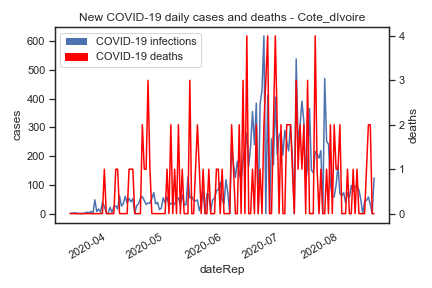 New COVID-19 daily cases and deaths - Cote_dIvoire
COVID-19 infections
COVID-19 deaths
600
500
400
300
200
100
0
cases
4
3
2
1
0
deaths
2020-04
2020-05
2020-06
2020-07
2020-08
dateRep